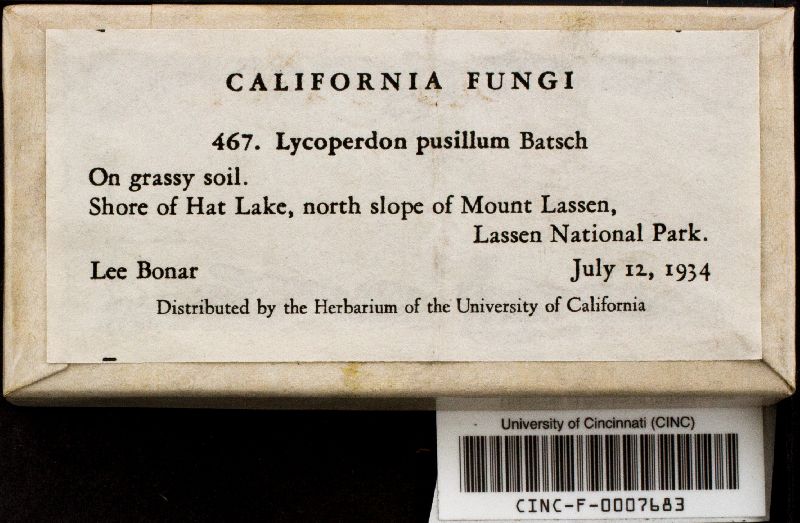 CALIFORNIA FUNGI
467. Lycoperdon pusillum Batsch
On grassy soil.
Shore of Hat Lake, north slope of Mount Lassen,
Lassen National Park.
Lee Bonar July 12, 1934
Distributed by the Herbarium of the University of California
University of Cincinnati (CINC)
CINC-F-0007683